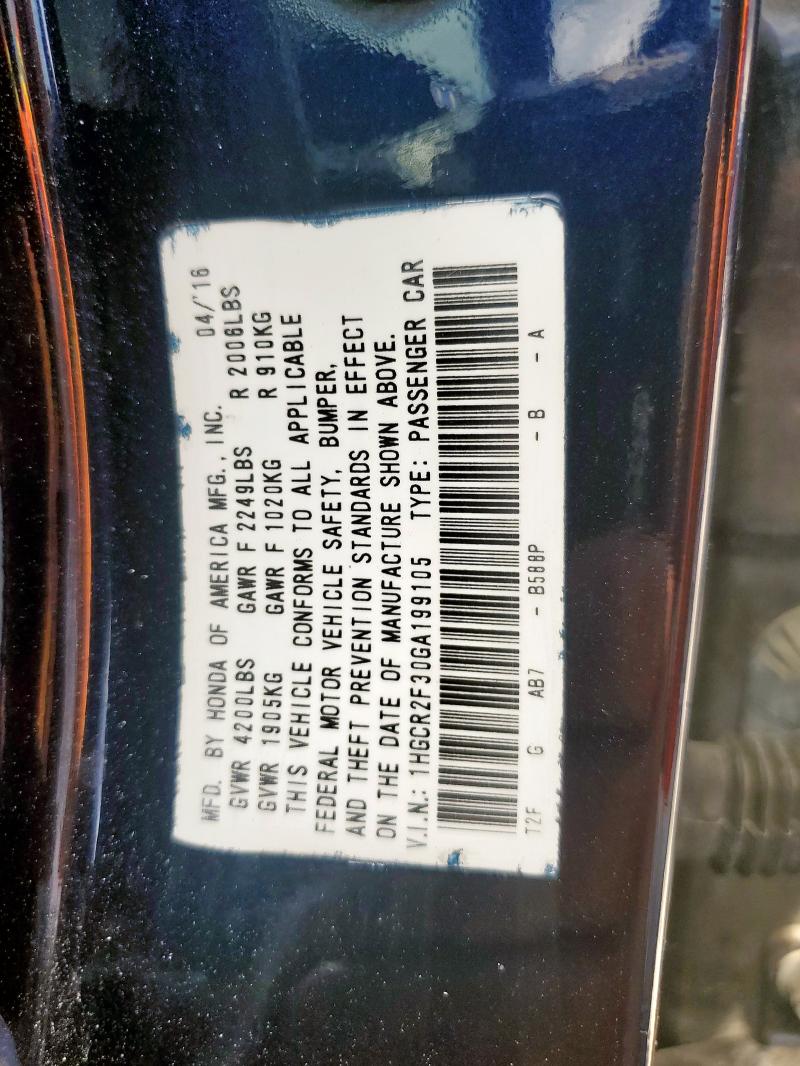 MFD. BY HONDA OF AMERICA MFG., INC. 04/'16
GVWR 4200LBS GAWR F 2249LBS R 2006LBS
GVWR 1905KG GAWR F 1020KG R 910KG
THIS VEHICLE CONFORMS TO ALL APPLICABLE
FEDERAL MOTOR VEHICLE SAFETY, BUMPER,
AND THEFT PREVENTION STANDARDS IN EFFECT
ON THE DATE OF MANUFACTURE SHOWN ABOVE.
V.I.N.: 1HGCR2F30GA199105 TYPE: PASSENGER CAR
T2F G AB7 - B588P - B - A